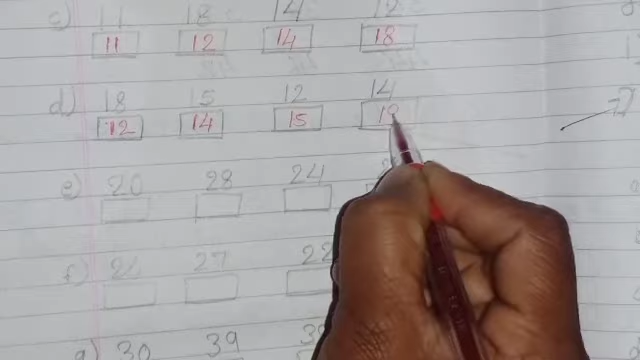 c) 11 18 14 12
11 12 14 18
d) 18 15 12 14
12 14 15 18
e) 20 28 24
f) 27 22
g) 30 39